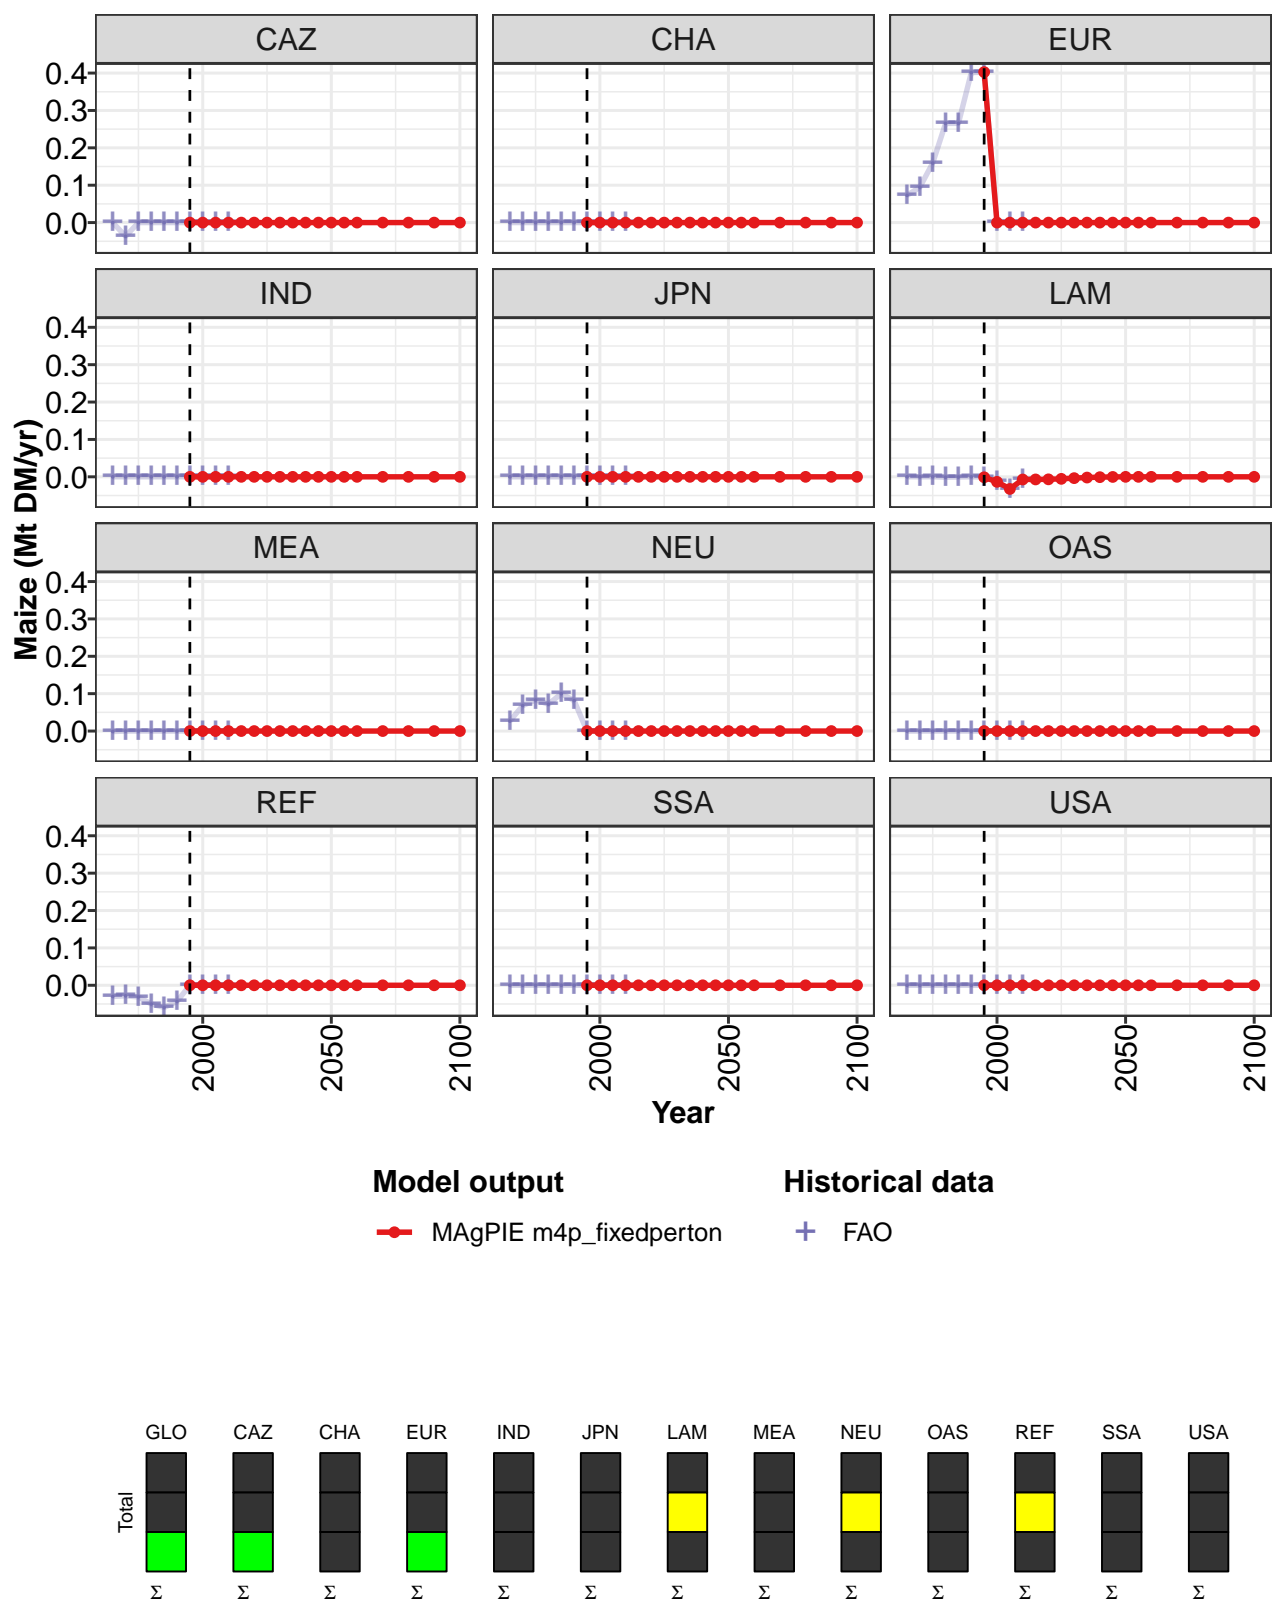 CAZ CHA EUR
0.4
0.3
0.2
0.1
0.0
IND JPN LAM
0.4
0.3
0.2
0.1
0.0
MEA NEU OAS
0.4
0.3
0.2
0.1
0.0
REF SSA USA
0.4
0.3
0.2
0.1
0.0
Maize (Mt DM/yr)
2000 2050 2100 2000 2050 2100 2000 2050 2100
Year
Model output Historical data
MAgPIE m4p_fixedperton FAO
GLO CAZ CHA EUR IND JPN LAM MEA NEU OAS REF SSA USA
Total
Σ Σ Σ Σ Σ Σ Σ Σ Σ Σ Σ Σ Σ